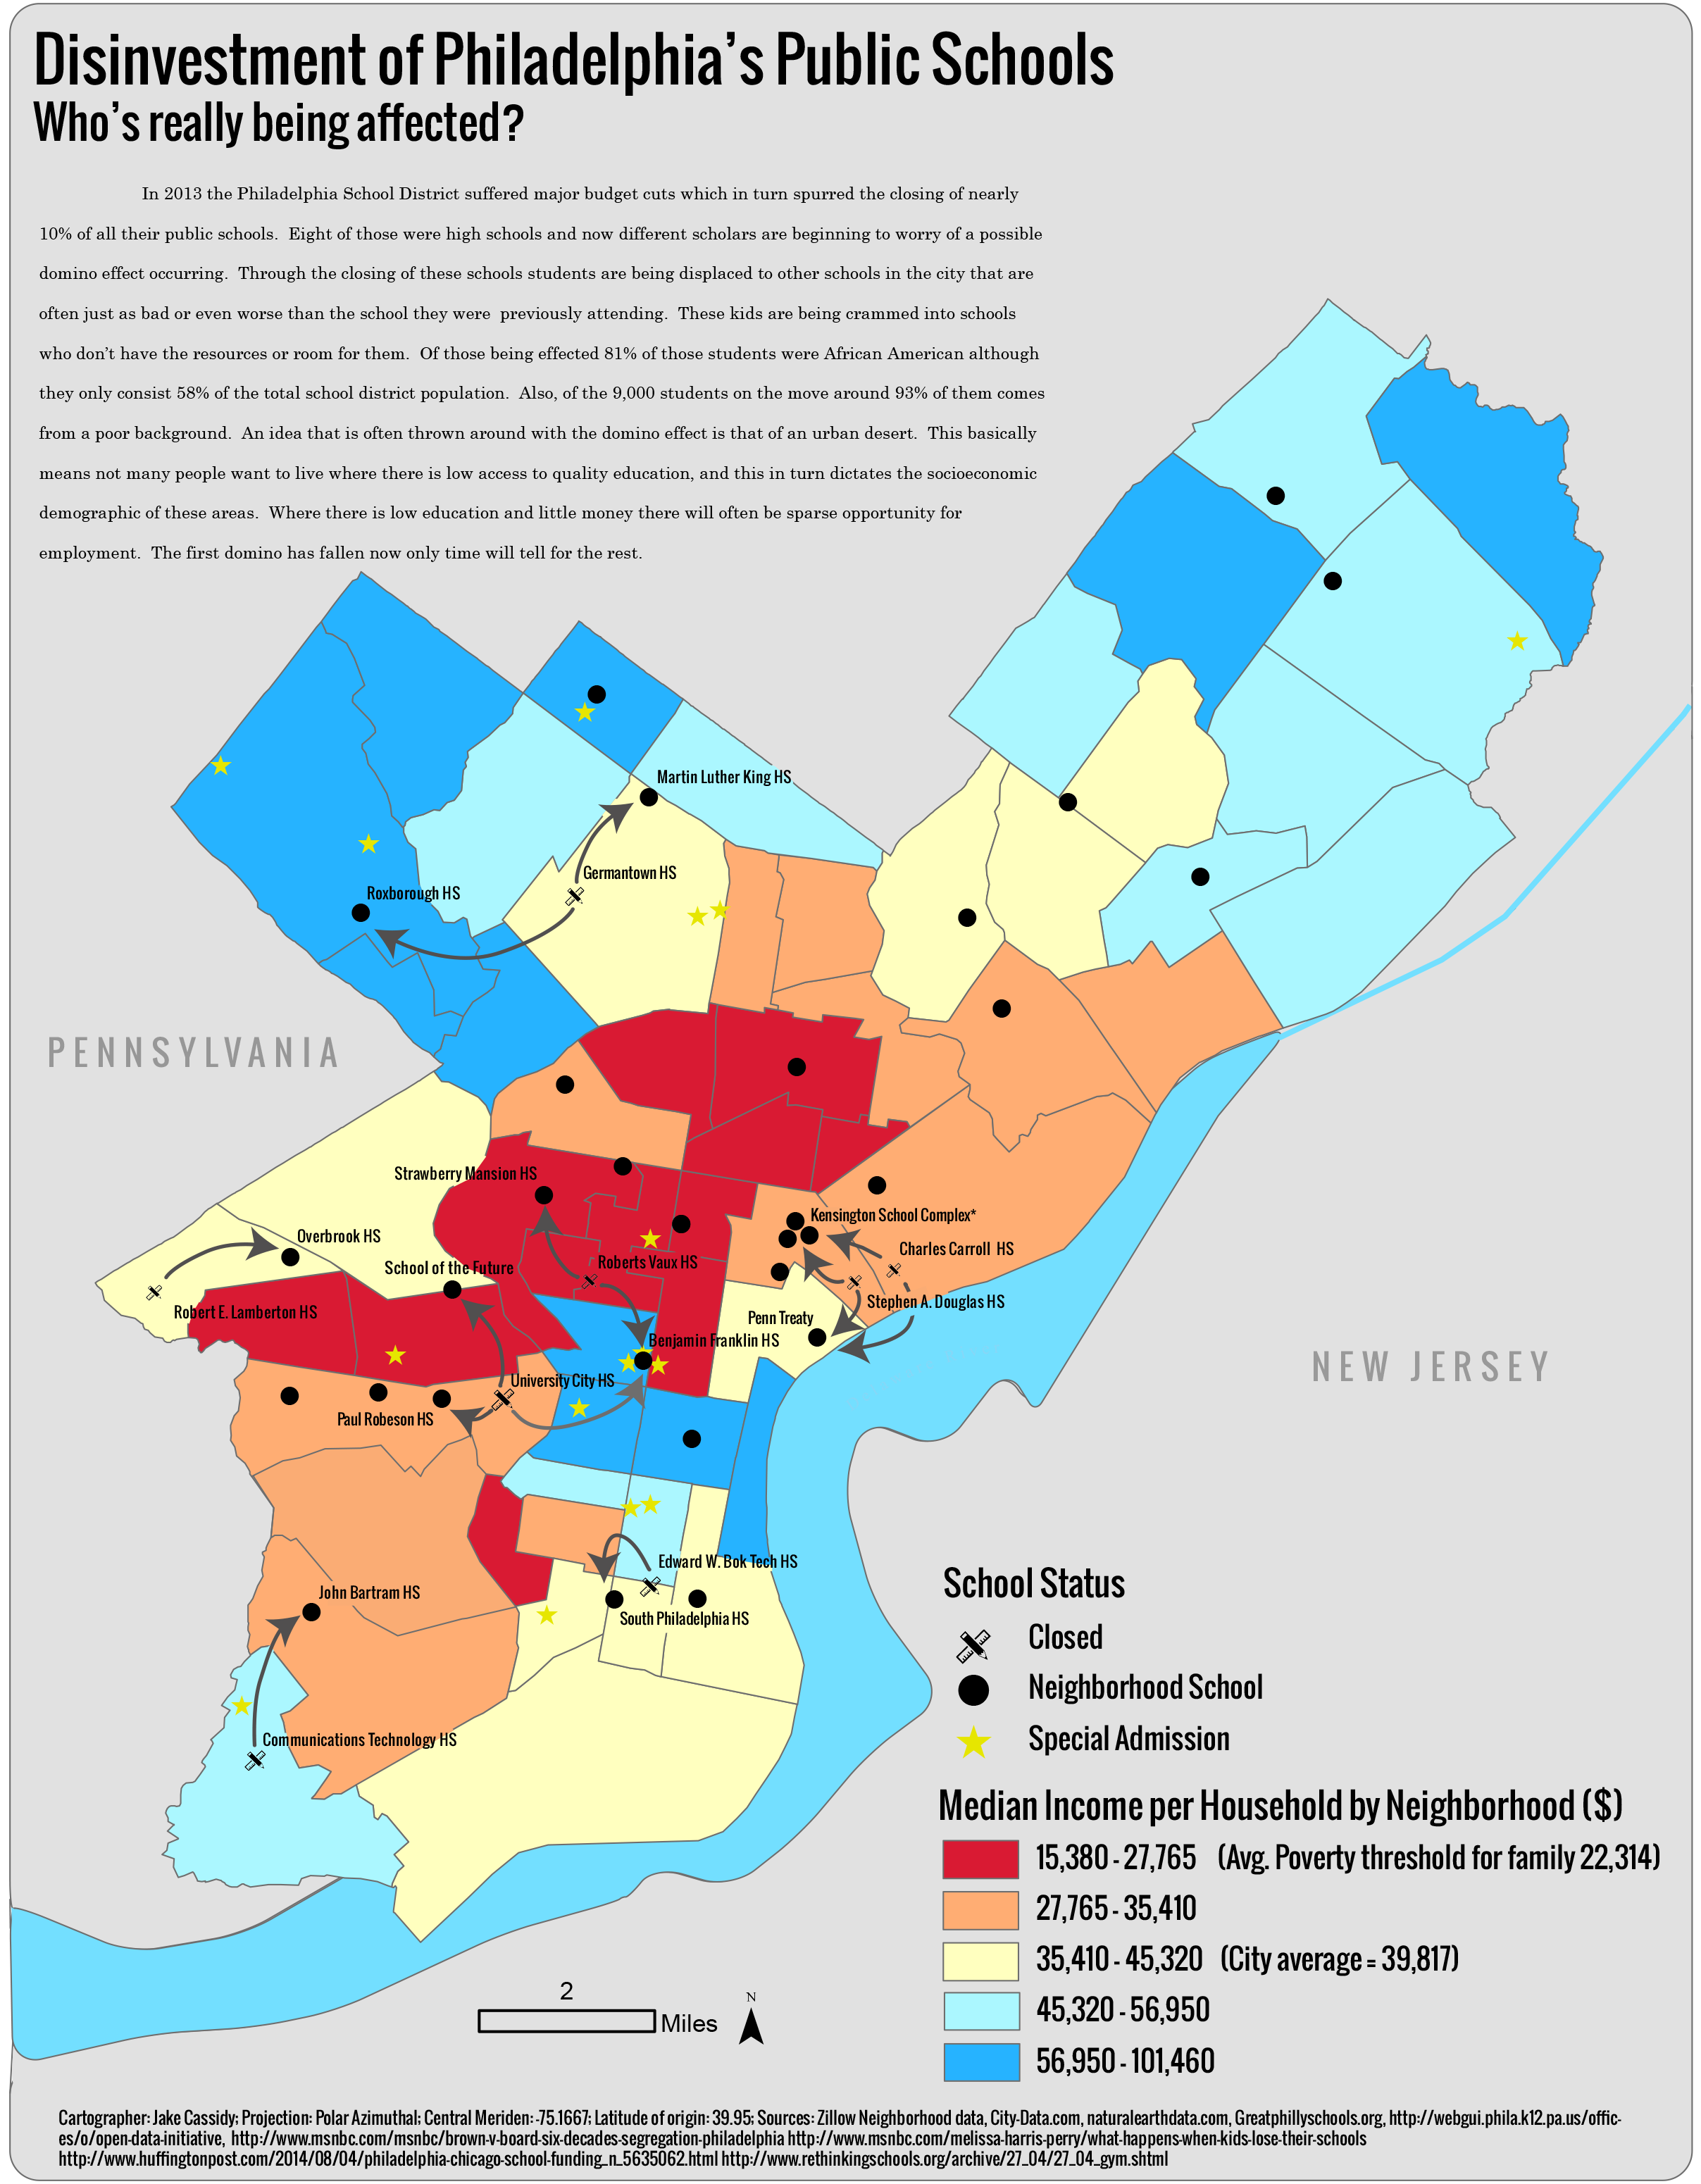 Disinvestment of Philadelphia's Public Schools
Who's really being affected?
In 2013 the Philadelphia School District suffered major budget cuts which in turn spurred the closing of nearly
10% of all their public schools.  Eight of those were high schools and now different scholars are beginning to worry of a possible
domino effect occurring.  Through the closing of these schools students are being displaced to other schools in the city that are
often just as bad or even worse than the school they were  previously attending.  These kids are being crammed into schools
who don't have the resources or room for them.  Of those being effected 81% of those students were African American although
they only consist 58% of the total school district population.  Also, of the 9,000 students on the move around 93% of them comes
from a poor background.  An idea that is often thrown around with the domino effect is that of an urban desert.  This basically
means not many people want to live where there is low access to quality education, and this in turn dictates the socioeconomic
demographic of these areas.  Where there is low education and little money there will often be sparse opportunity for
employment.  The first domino has fallen now only time will tell for the rest.
Martin Luther King HS
Germantown HS
Roxborough HS
PENNSYLVANIA
Strawberry Mansion HS
Kensington School Complex*
Overbrook HS
Charles Carroll HS
Roberts Vaux HS
School of the Future
Stephen A. Douglas HS
Robert E. Lamberton HS
Penn Treaty
Benjamin Franklin HS
NEW JERSEY
University City HS
Paul Robeson HS
Edward W. Bok Tech HS
John Bartram HS
South Philadelphia HS
Communications Technology HS
School Status
Closed
Neighborhood School
Special Admission
Median Income per Household by Neighborhood ($)
15,380 - 27,765 (Avg. Poverty threshold for family 22,314)
27,765 - 35,410
35,410 - 45,320 (City average = 39,817)
45,320 - 56,950
56,950 - 101,460
2
Miles
N
Cartographer: Jake Cassidy; Projection: Polar Azimuthal; Central Meriden: -75.1667; Latitude of origin: 39.95; Sources: Zillow Neighborhood data, City-Data.com, naturalearthdata.com, Greatphillyschools.org, http://webgui.phila.k12.pa.us/offic-
es/o/open-data-initiative,  http://www.msnbc.com/msnbc/brown-v-board-six-decades-segregation-philadelphia http://www.msnbc.com/melissa-harris-perry/what-happens-when-kids-lose-their-schools
http://www.huffingtonpost.com/2014/08/04/philadelphia-chicago-school-funding_n_5635062.html http://www.rethinkingschools.org/archive/27_04/27_04_gym.shtml